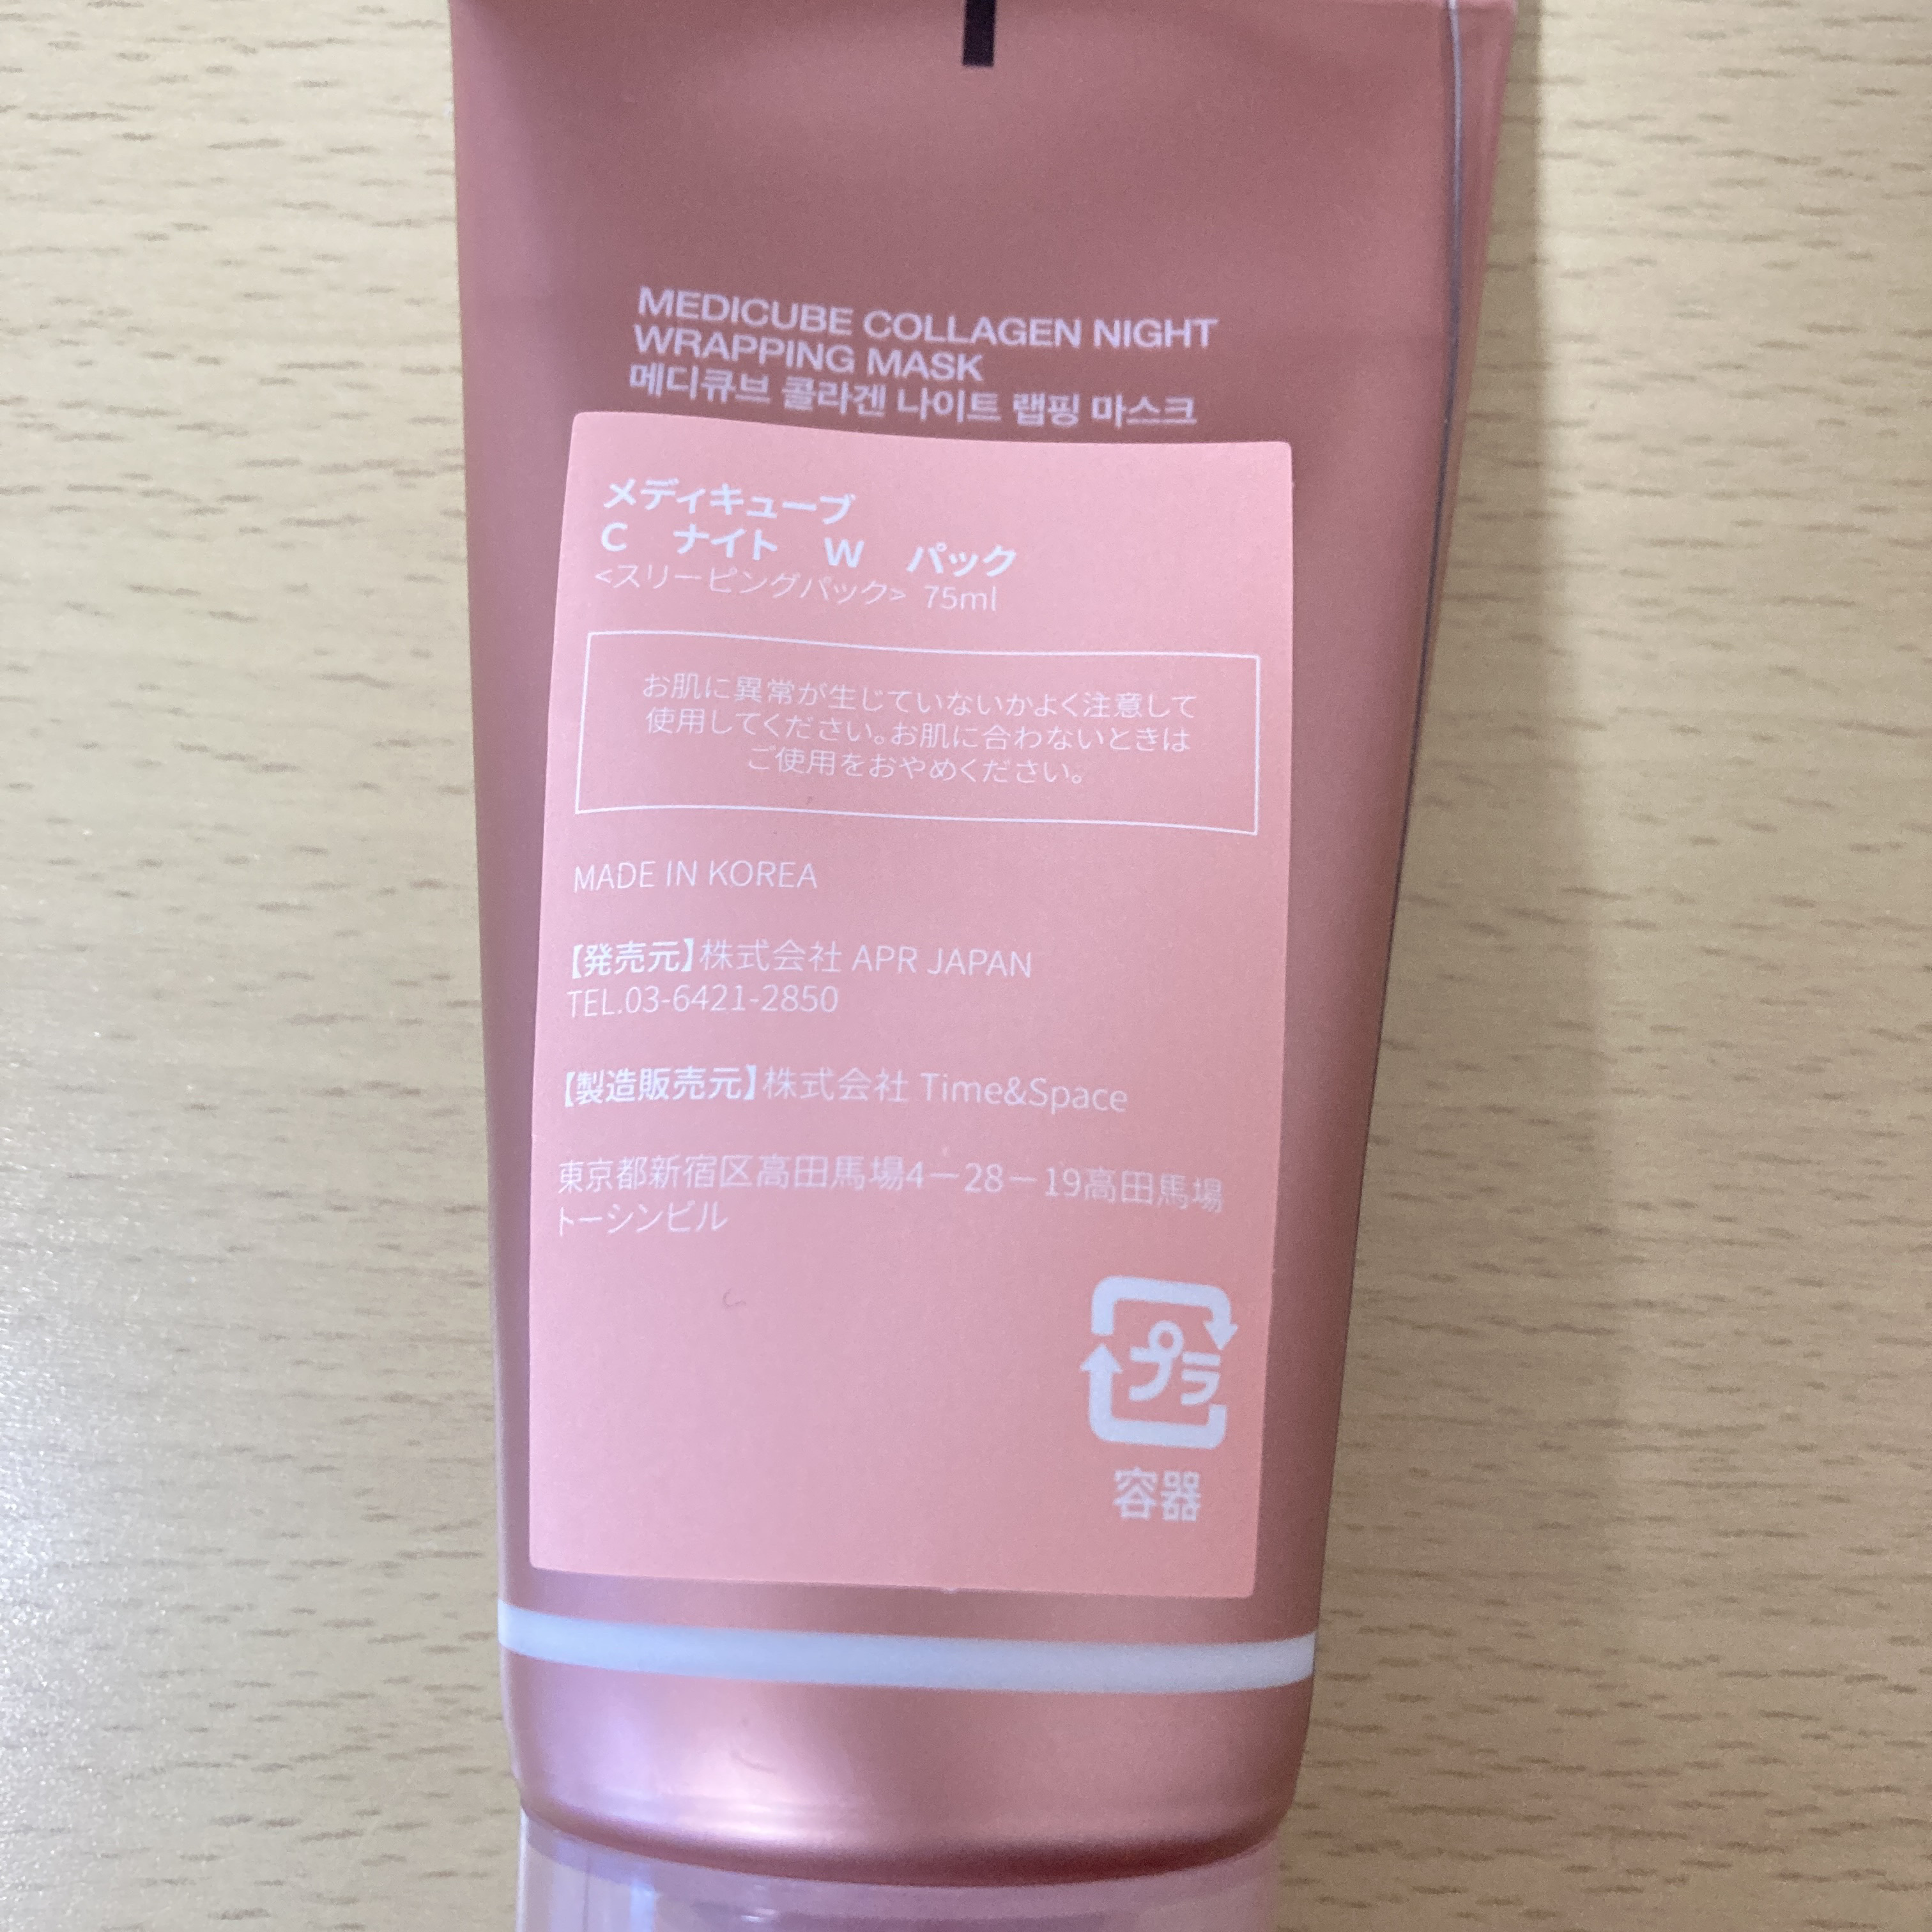 MEDICUBE COLLAGEN NIGHT
WRAPPING MASK
메디큐브 콜라겐 나이트 랩핑 마스크
メディキューブ
C　ナイト　W　パック
<スリーピングパック> 75ml
お肌に異常が生じていないかよく注意して
使用してください。お肌に合わないときは
ご使用をおやめください。
MADE IN KOREA
【発売元】株式会社 APR JAPAN
TEL.03-6421-2850
【製造販売元】株式会社 Time&Space
東京都新宿区高田馬場4－28－19高田馬場
トーシンビル
プラ
容器